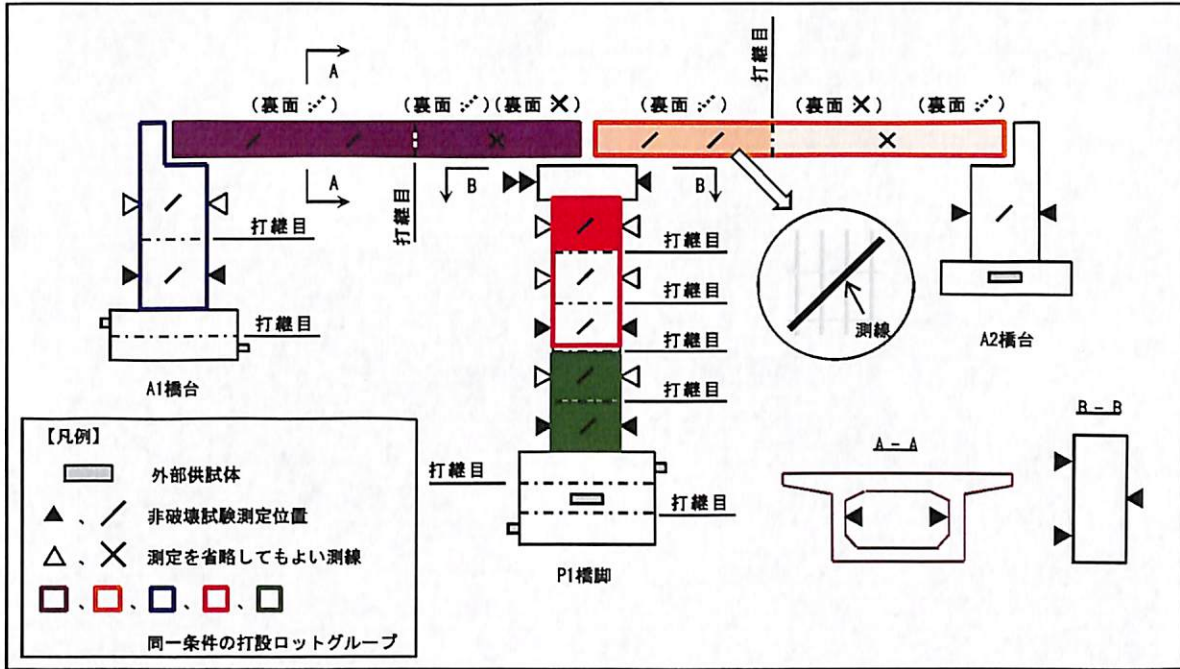 打継目
A
(裏面 ⋰)
(裏面 ⋰)
(裏面 ✕)
(裏面 ⋰)
(裏面 ✕)
(裏面 ⋰)
A
B
B
打継目
打継目
打継目
打継目
打継目
打継目
打継目
測線
A1橋台
A2橋台
打継目
打継目
P1橋脚
A - A
B - B
【凡例】
外部供試体
▲、／ 非破壊試験測定位置
△、✕ 測定を省略してもよい測線
□、□、□、□、□
同一条件の打設ロットグループ